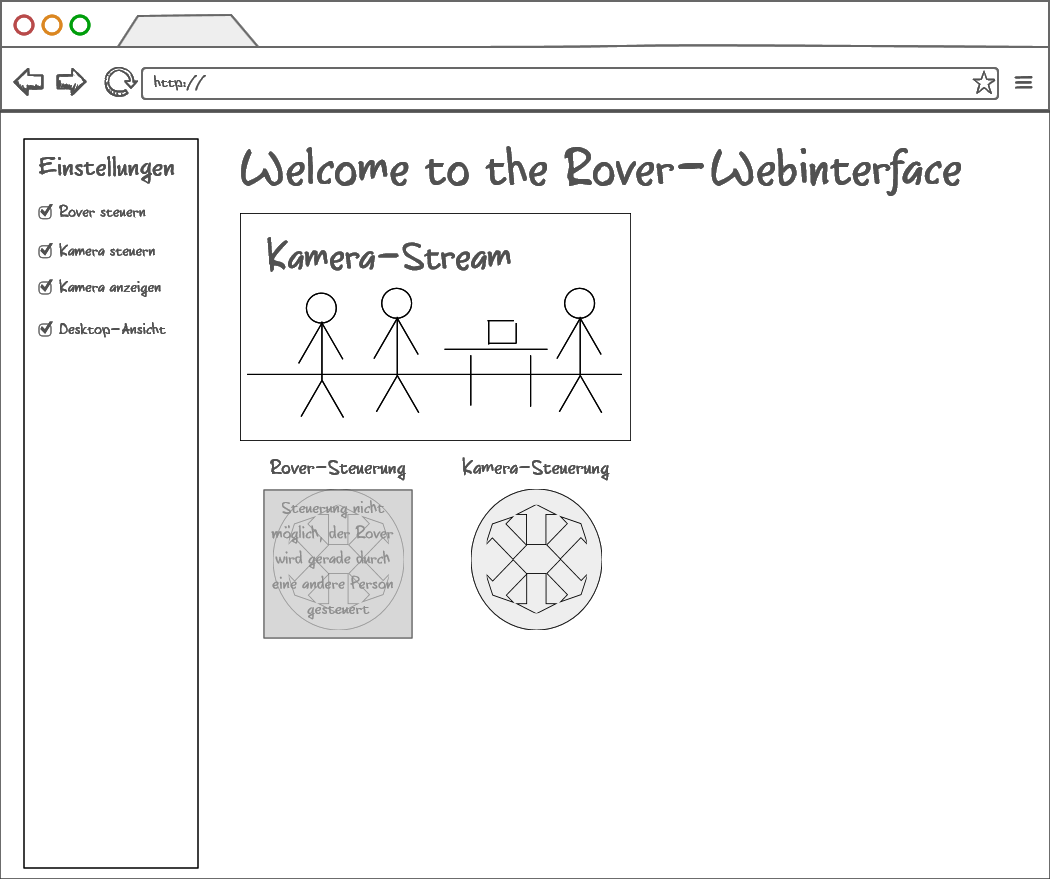 http://
Einstellungen
Rover steuern
Kamera steuern
Kamera anzeigen
Desktop-Ansicht
Welcome to the Rover-Webinterface
Kamera-Stream
Rover-Steuerung
Steuerung nicht
möglich, der Rover
wird gerade durch
eine andere Person
gesteuert
Kamera-Steuerung